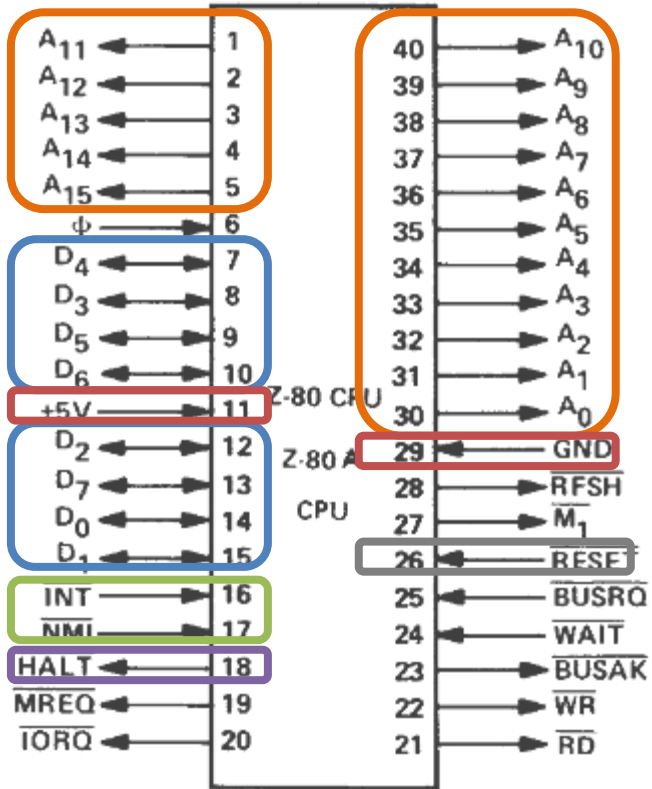 A11 1 40 A10
A12 2 39 A9
A13 3 38 A8
A14 4 37 A7
A15 5 36 A6
Φ 6 35 A5
D4 7 34 A4
D3 8 33 A3
D5 9 32 A2
D6 10 31 A1
+5V 11 Z-80 CPU 30 A0
D2 12 Z-80 A 29 GND
D7 13 28 RFSH
D0 14 CPU 27 M1
D1 15 26 RESET
INT 16 25 BUSRQ
NMI 17 24 WAIT
HALT 18 23 BUSAK
MREQ 19 22 WR
IORQ 20 21 RD